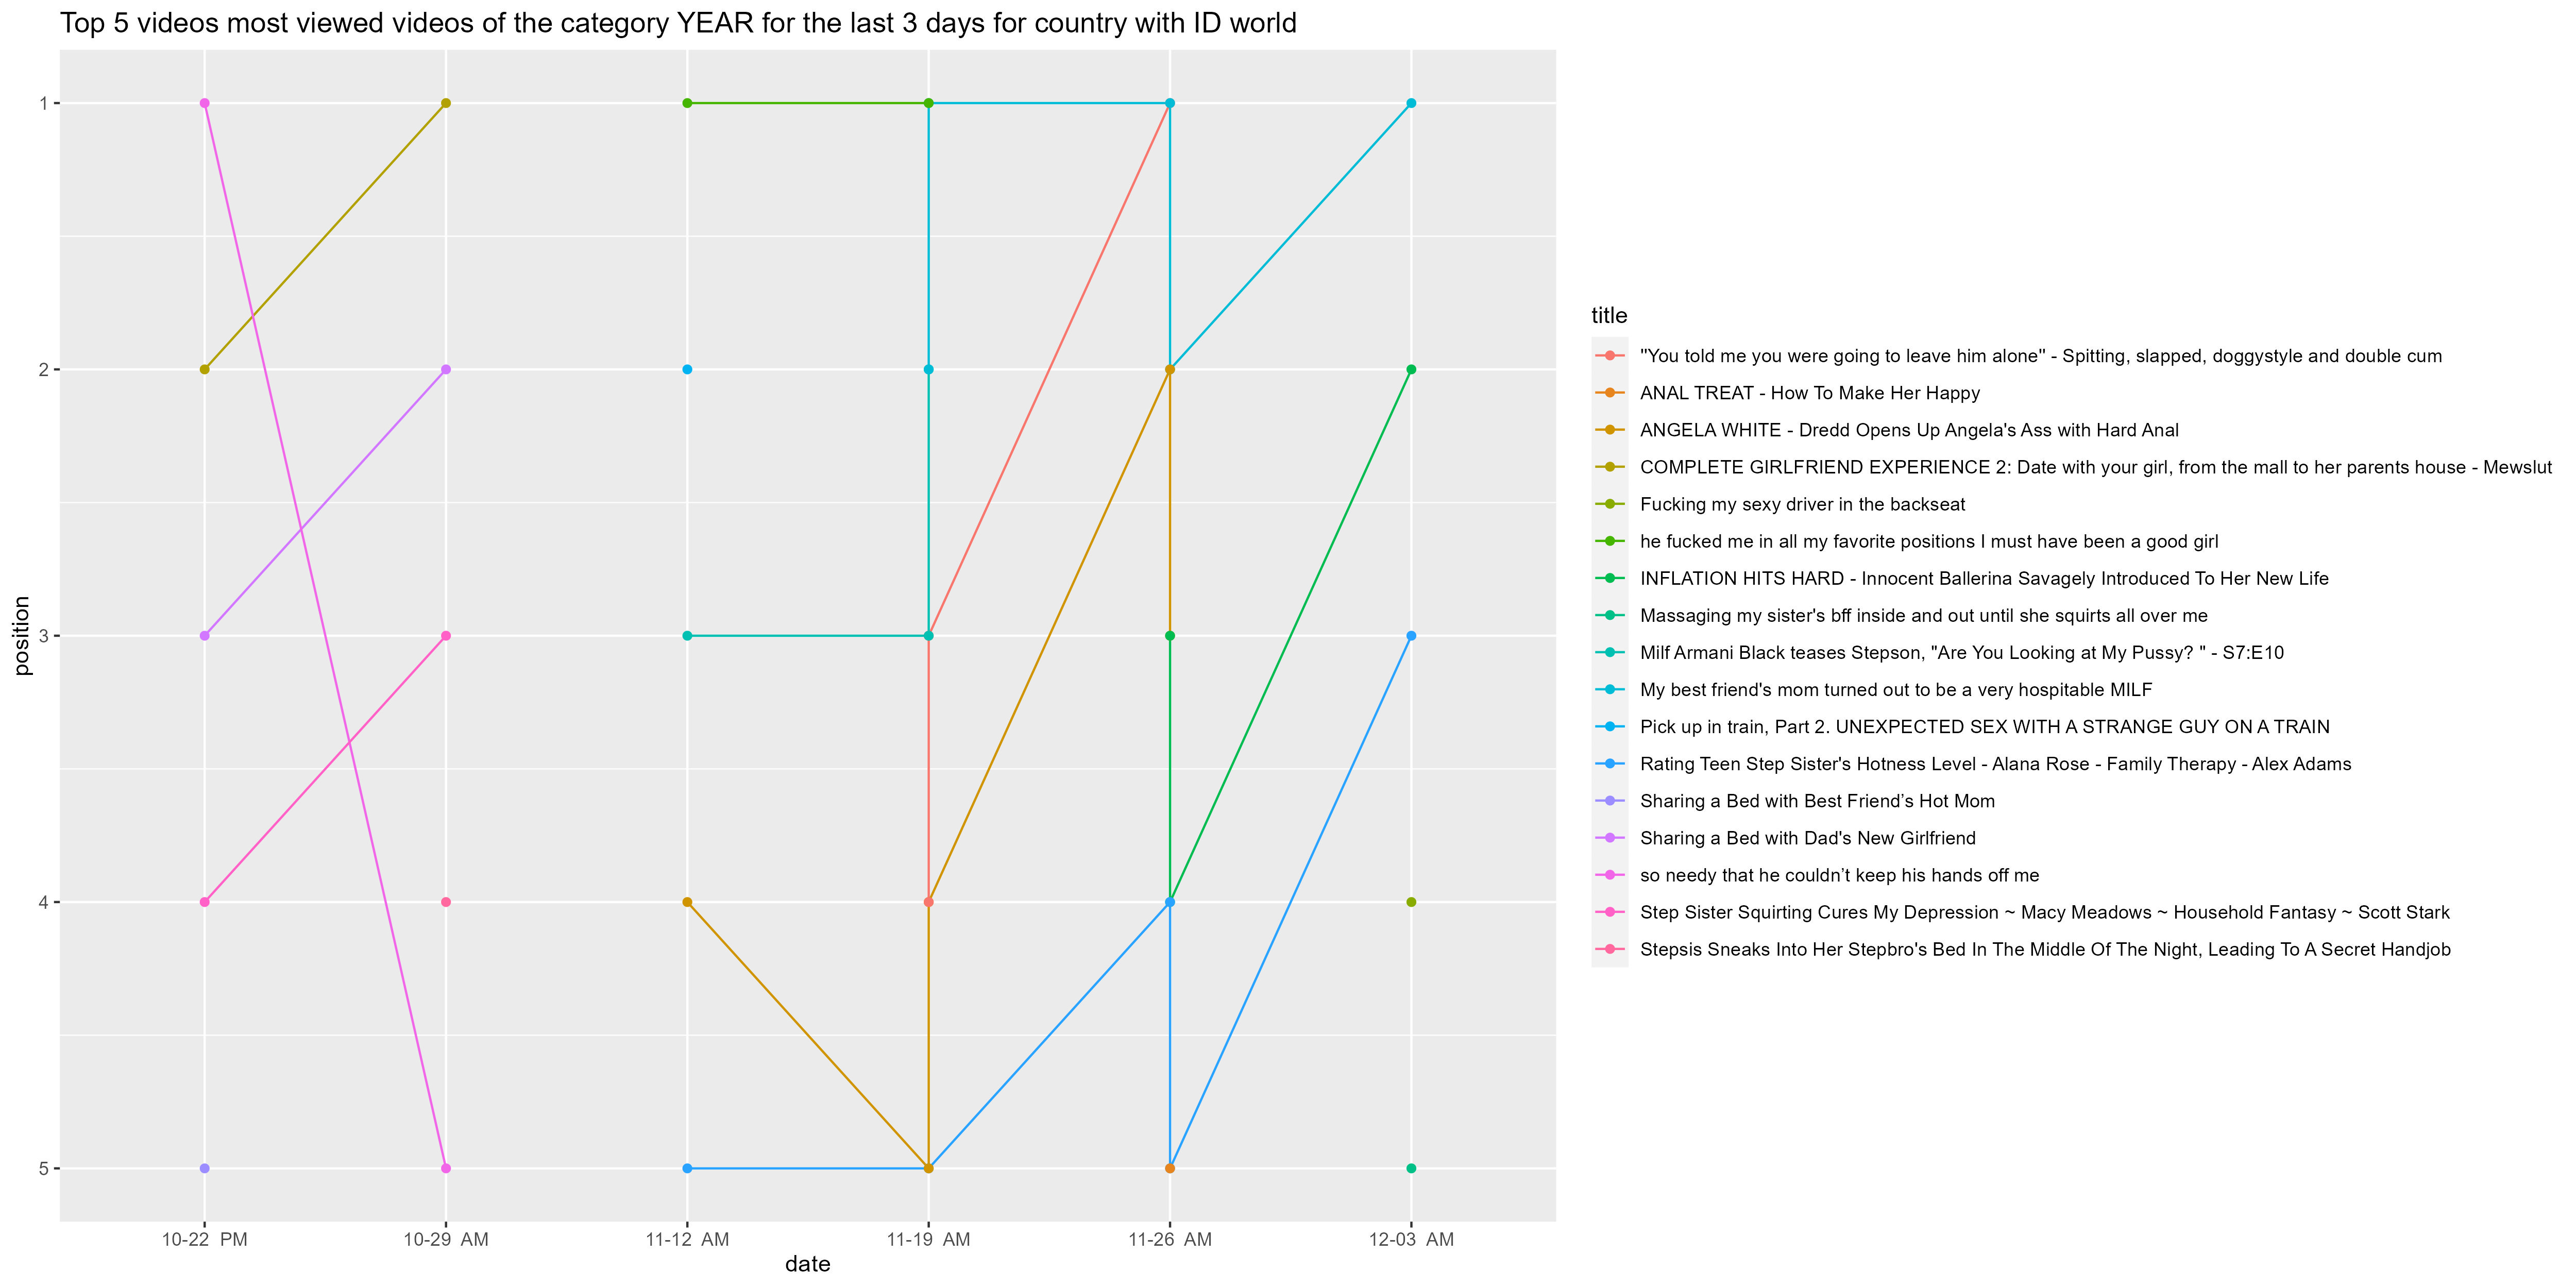 Top 5 videos most viewed videos of the category YEAR for the last 3 days for country with ID world
position
1
2
3
4
5
10-22 PM
10-29 AM
11-12 AM
11-19 AM
11-26 AM
12-03 AM
date
title
"You told me you were going to leave him alone" - Spitting, slapped, doggystyle and double cum
ANAL TREAT - How To Make Her Happy
ANGELA WHITE - Dredd Opens Up Angela's Ass with Hard Anal
COMPLETE GIRLFRIEND EXPERIENCE 2: Date with your girl, from the mall to her parents house - Mewslut
Fucking my sexy driver in the backseat
he fucked me in all my favorite positions I must have been a good girl
INFLATION HITS HARD - Innocent Ballerina Savagely Introduced To Her New Life
Massaging my sister's bff inside and out until she squirts all over me
Milf Armani Black teases Stepson, "Are You Looking at My Pussy? " - S7:E10
My best friend's mom turned out to be a very hospitable MILF
Pick up in train, Part 2. UNEXPECTED SEX WITH A STRANGE GUY ON A TRAIN
Rating Teen Step Sister's Hotness Level - Alana Rose - Family Therapy - Alex Adams
Sharing a Bed with Best Friend’s Hot Mom
Sharing a Bed with Dad's New Girlfriend
so needy that he couldn’t keep his hands off me
Step Sister Squirting Cures My Depression ~ Macy Meadows ~ Household Fantasy ~ Scott Stark
Stepsis Sneaks Into Her Stepbro's Bed In The Middle Of The Night, Leading To A Secret Handjob